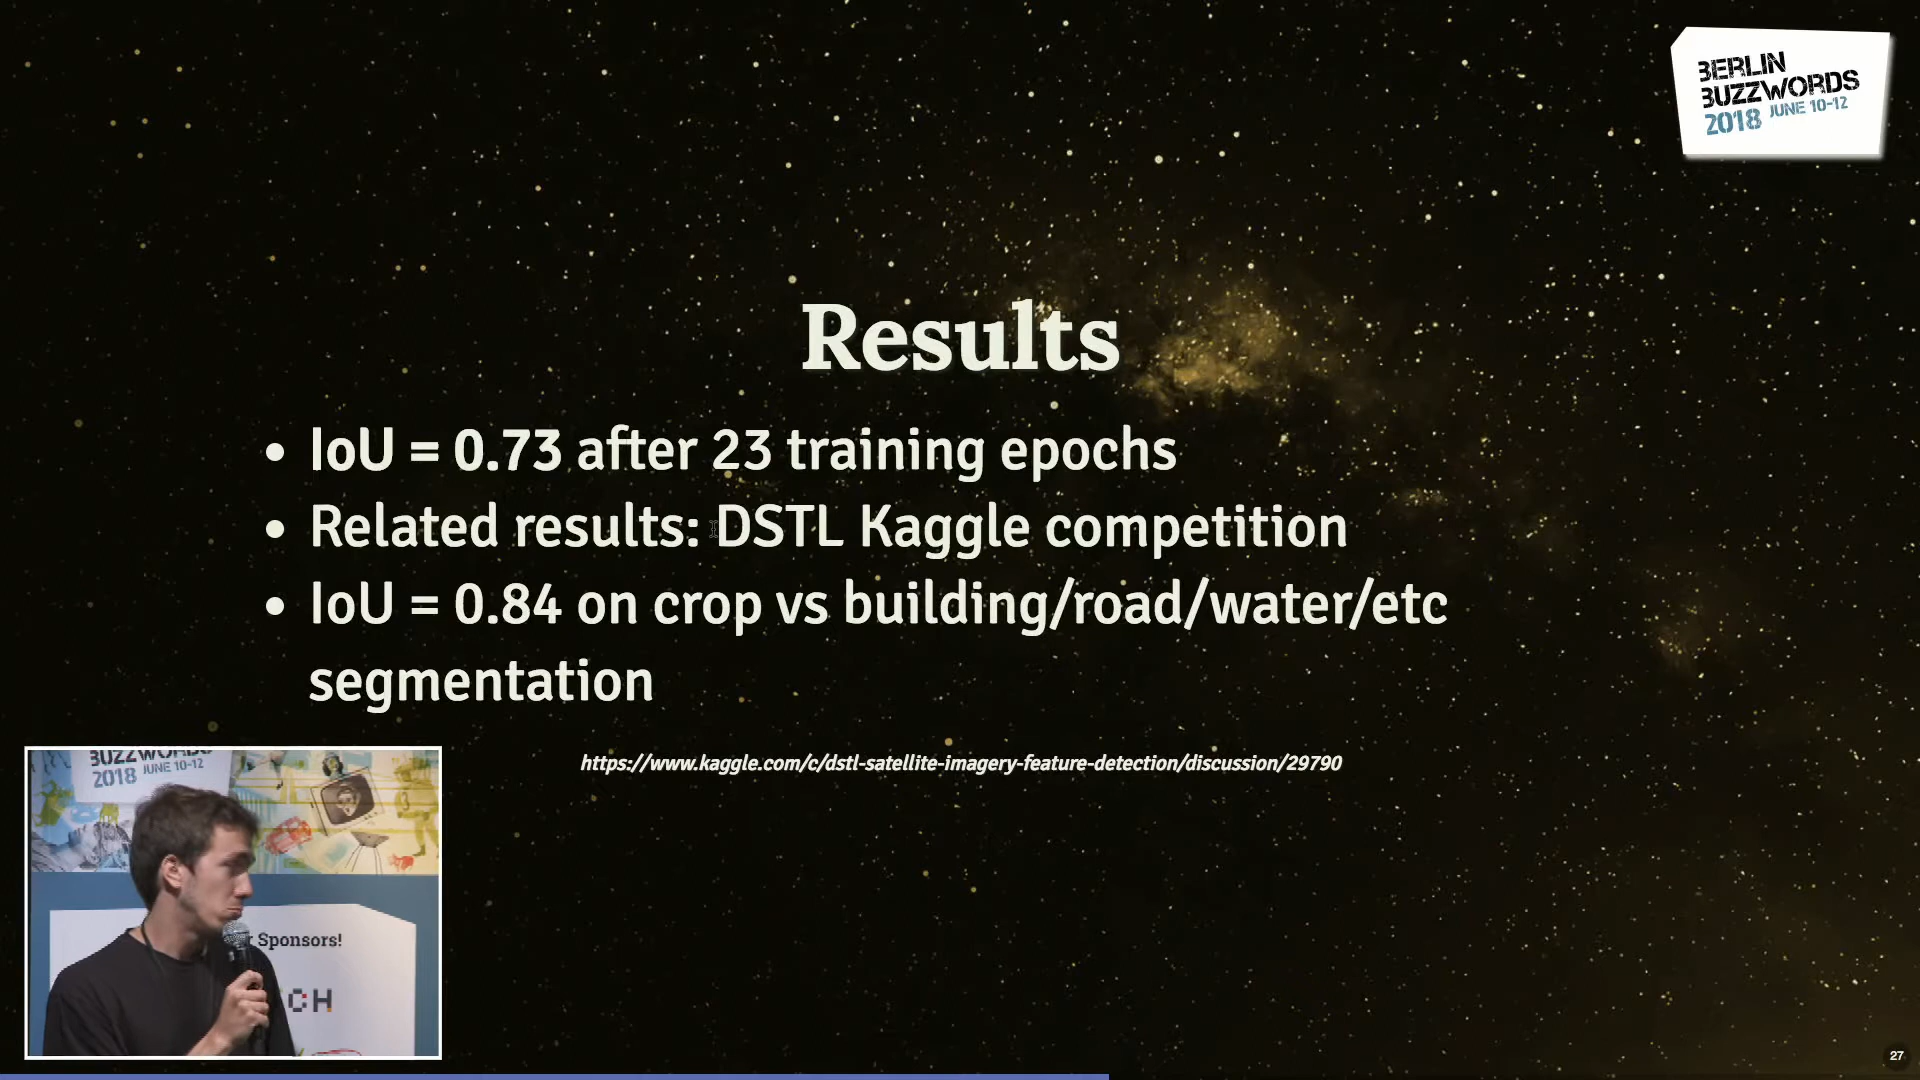 BERLIN
BUZZWORDS
2018 JUNE 10-12
Results
• IoU = 0.73 after 23 training epochs
• Related results: DSTL Kaggle competition
• IoU = 0.84 on crop vs building/road/water/etc
segmentation
https://www.kaggle.com/c/dstl-satellite-imagery-feature-detection/discussion/29790
BUZZWORDS
2018 JUNE 10-12
Sponsors!
CH
27